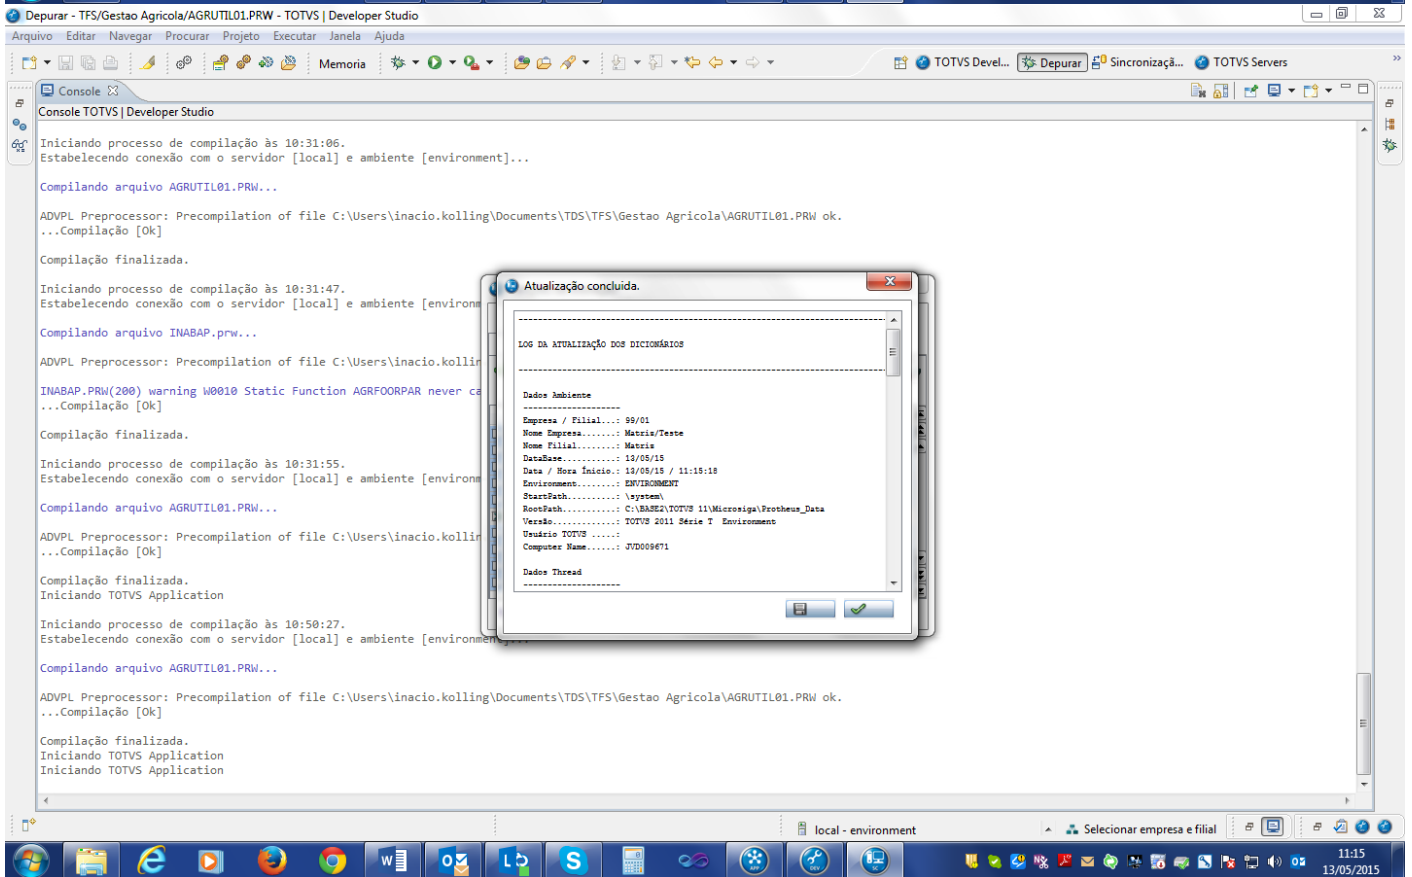 Depurar - TFS/Gestao Agricola/AGRUTIL01.PRW - TOTVS | Developer Studio
Arquivo Editar Navegar Procurar Projeto Executar Janela Ajuda
Memoria
TOTVS Devel... Depurar Sincronizaçã... TOTVS Servers
Console
Console TOTVS | Developer Studio
Iniciando processo de compilação às 10:31:06.
Estabelecendo conexão com o servidor [local] e ambiente [environment]...
Compilando arquivo AGRUTIL01.PRW...
ADVPL Preprocessor: Precompilation of file C:\Users\inacio.kolling\Documents\TDS\TFS\Gestao Agricola\AGRUTIL01.PRW ok.
...Compilação [Ok]
Compilação finalizada.
Iniciando processo de compilação às 10:31:47.
Estabelecendo conexão com o servidor [local] e ambiente [environm
Compilando arquivo INABAP.prw...
ADVPL Preprocessor: Precompilation of file C:\Users\inacio.kollin
INABAP.PRW(200) warning W0010 Static Function AGRFOORPAR never ca
...Compilação [Ok]
Compilação finalizada.
Iniciando processo de compilação às 10:31:55.
Estabelecendo conexão com o servidor [local] e ambiente [environm
Compilando arquivo AGRUTIL01.PRW...
ADVPL Preprocessor: Precompilation of file C:\Users\inacio.kollin
...Compilação [Ok]
Compilação finalizada.
Iniciando TOTVS Application
Iniciando processo de compilação às 10:50:27.
Estabelecendo conexão com o servidor [local] e ambiente [environment]...
Compilando arquivo AGRUTIL01.PRW...
ADVPL Preprocessor: Precompilation of file C:\Users\inacio.kolling\Documents\TDS\TFS\Gestao Agricola\AGRUTIL01.PRW ok.
...Compilação [Ok]
Compilação finalizada.
Iniciando TOTVS Application
Iniciando TOTVS Application
Atualização concluida.
LOG DA ATUALIZAÇÃO DOS DICIONÁRIOS
Dados Ambiente
--------------------
Empresa / Filial...: 99/01
Nome Empresa.......: Matriz/Teste
Nome Filial........: Matriz
DataBase...........: 13/05/15
Data / Hora Ínicio.: 13/05/15 / 11:15:18
Environment........: ENVIRONMENT
StartPath..........: \system\
RootPath...........: C:\BASE2\TOTVS 11\Microsiga\Protheus_Data
Versão.............: TOTVS 2011 Série T Environment
Usuário TOTVS .....:
Computer Name......: JVD009671
Dados Thread
--------------------
local - environment
Selecionar empresa e filial
11:15
13/05/2015